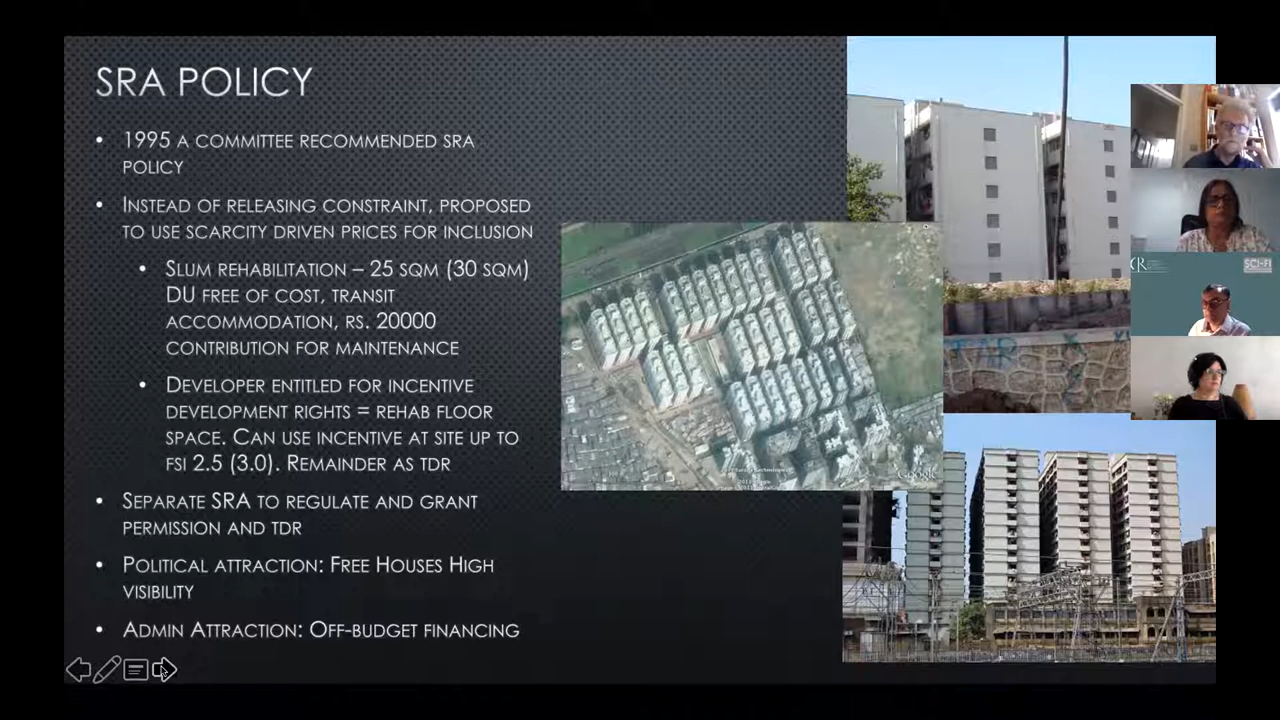 SRA POLICY
• 1995 A COMMITTEE RECOMMENDED SRA
POLICY
• INSTEAD OF RELEASING CONSTRAINT, PROPOSED
TO USE SCARCITY DRIVEN PRICES FOR INCLUSION
• SLUM REHABILITATION – 25 SQM (30 SQM)
DU FREE OF COST, TRANSIT
ACCOMMODATION, RS. 20000
CONTRIBUTION FOR MAINTENANCE
• DEVELOPER ENTITLED FOR INCENTIVE
DEVELOPMENT RIGHTS = REHAB FLOOR
SPACE. CAN USE INCENTIVE AT SITE UP TO
FSI 2.5 (3.0). REMAINDER AS TDR
• SEPARATE SRA TO REGULATE AND GRANT
PERMISSION AND TDR
• POLITICAL ATTRACTION: FREE HOUSES HIGH
VISIBILITY
• ADMIN ATTRACTION: OFF-BUDGET FINANCING
Google
SCI-FI